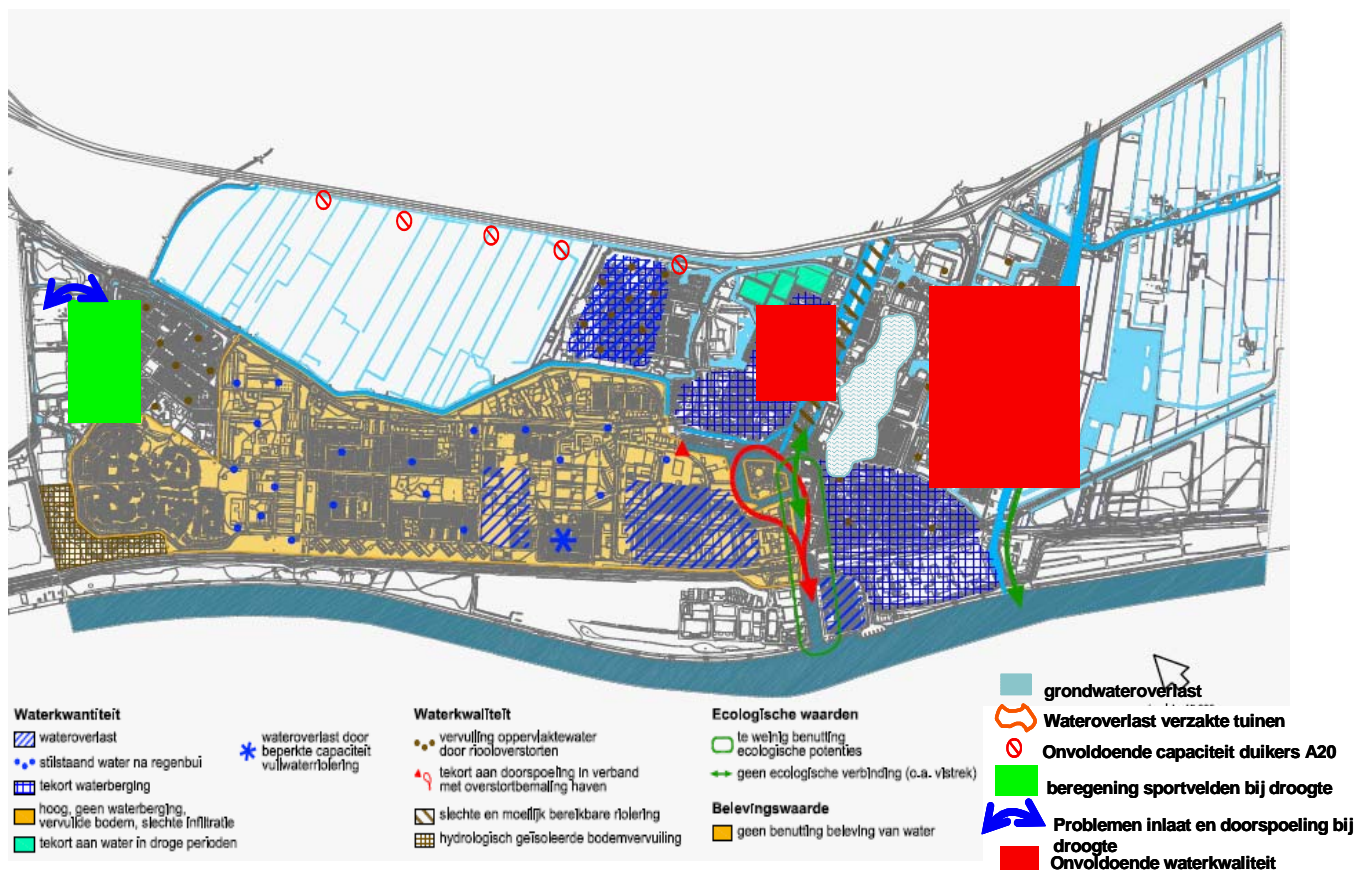 Waterkwantiteit
wateroverlast
stilstaand water na regenbui
tekort waterberging
hoog, geen waterberging,
vervuilde bodem, slechte infiltratie
tekort aan water in droge perioden
wateroverlast door
beperkte capaciteit
vuilwaterriolering
Waterkwaliteit
vervuiling oppervlaktewater
door riooloverstorten
tekort aan doorspoeling in verband
met overstortbemaling haven
slechte en moeilijk bereikbare riolering
hydrologisch geïsoleerde bodemvervuiling
Ecologische waarden
te weinig benutting
ecologische potenties
geen ecologische verbinding (o.a. vistrek)
Belevingswaarde
geen benutting beleving van water
grondwateroverlast
Wateroverlast verzakte tuinen
Onvoldoende capaciteit duikers A20
beregening sportvelden bij droogte
Problemen inlaat en doorspoeling bij
droogte
Onvoldoende waterkwaliteit